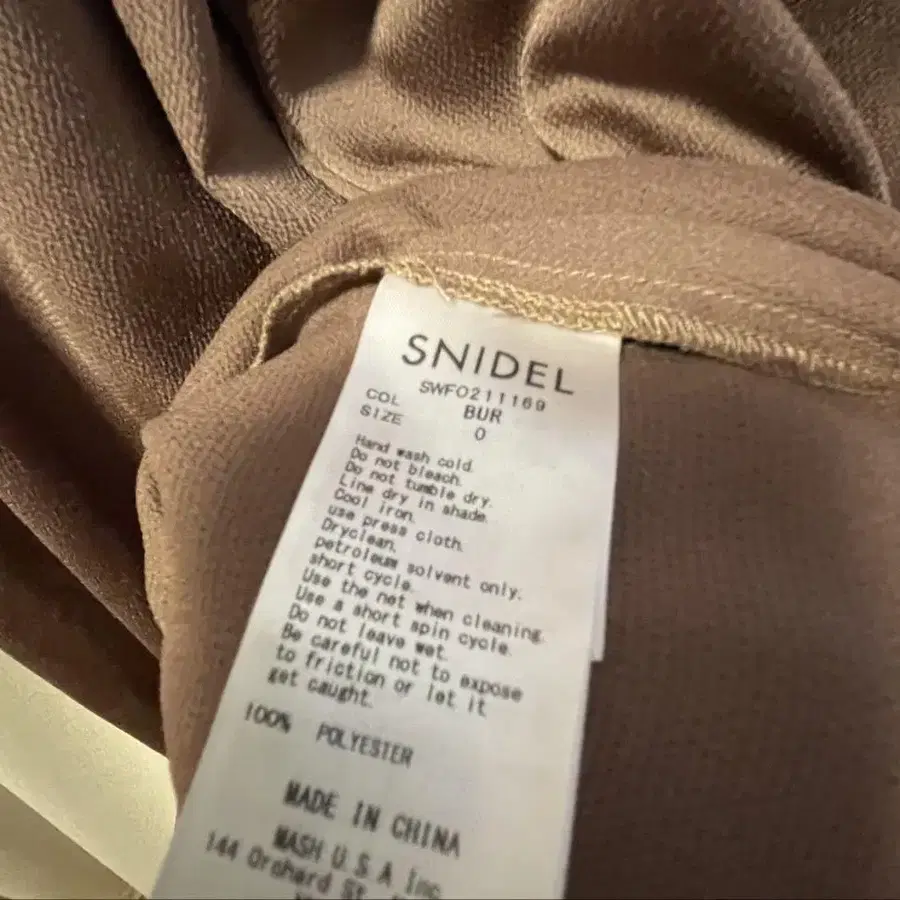 SNIDEL
SWFO211169
COL BUR
SIZE 0
Hand wash cold.
Do not bleach.
Do not tumble dry.
Line dry in shade.
Cool iron.
use press cloth.
Dryclean,
petroleum solvent only.
short cycle.
Use the net when cleaning.
Use a short spin cycle.
Do not leave wet.
Be careful not to expose
to friction or let it
get caught.
100% POLYESTER
MADE IN CHINA
MASH U.S.A Inc.
144 Orchard St.